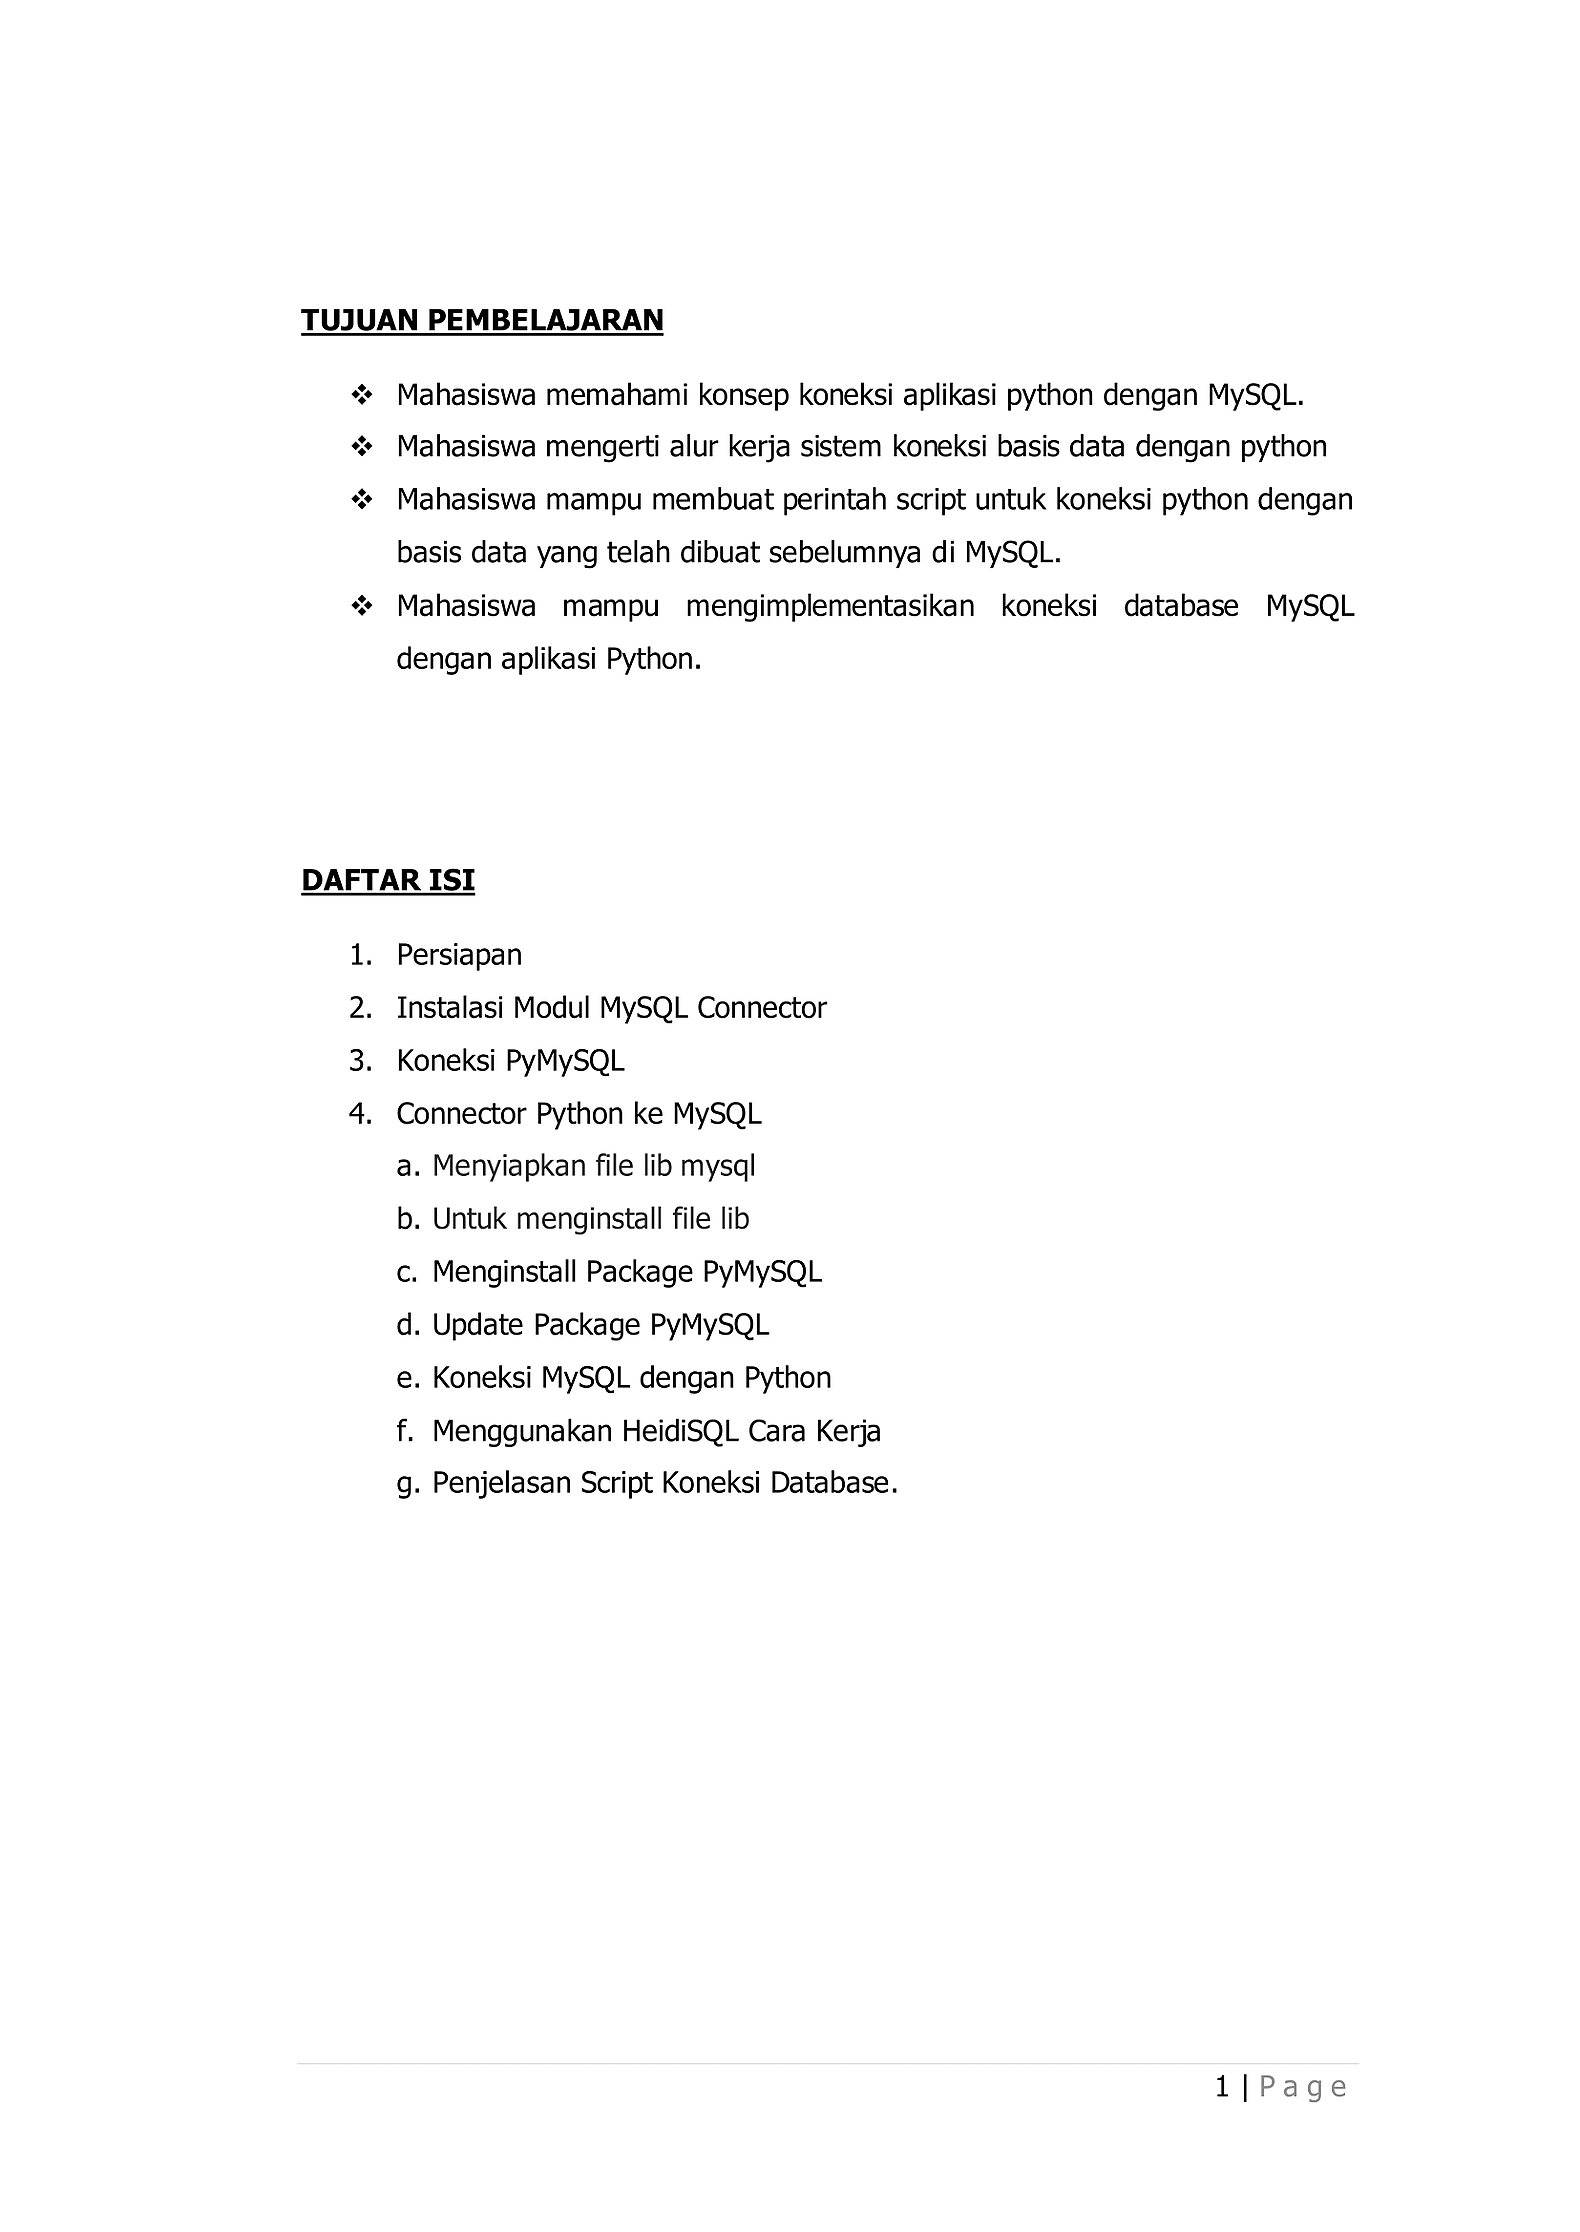 TUJUAN PEMBELAJARAN
❖ Mahasiswa memahami konsep koneksi aplikasi python dengan MySQL.
❖ Mahasiswa mengerti alur kerja sistem koneksi basis data dengan python
❖ Mahasiswa mampu membuat perintah script untuk koneksi python dengan
basis data yang telah dibuat sebelumnya di MySQL.
❖ Mahasiswa mampu mengimplementasikan koneksi database MySQL
dengan aplikasi Python.
DAFTAR ISI
1. Persiapan
2. Instalasi Modul MySQL Connector
3. Koneksi PyMySQL
4. Connector Python ke MySQL
a. Menyiapkan file lib mysql
b. Untuk menginstall file lib
c. Menginstall Package PyMySQL
d. Update Package PyMySQL
e. Koneksi MySQL dengan Python
f. Menggunakan HeidiSQL Cara Kerja
g. Penjelasan Script Koneksi Database.
1 | Page